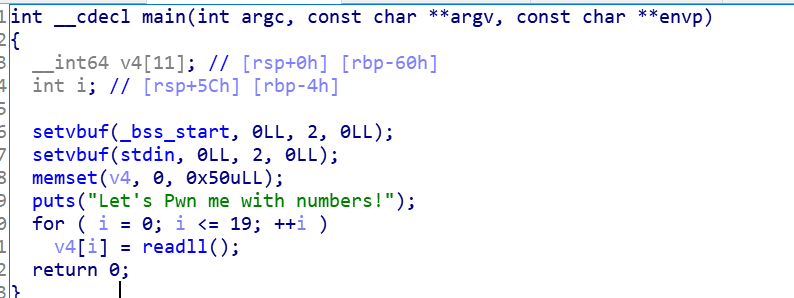 1 int __cdecl main(int argc, const char **argv, const char **envp)
2 {
3   __int64 v4[11]; // [rsp+0h] [rbp-60h]
4   int i; // [rsp+5Ch] [rbp-4h]
5
6   setvbuf(_bss_start, 0LL, 2, 0LL);
7   setvbuf(stdin, 0LL, 2, 0LL);
8   memset(v4, 0, 0x50uLL);
9   puts("Let's Pwn me with numbers!");
0   for ( i = 0; i <= 19; ++i )
1     v4[i] = readll();
2   return 0;
3 }